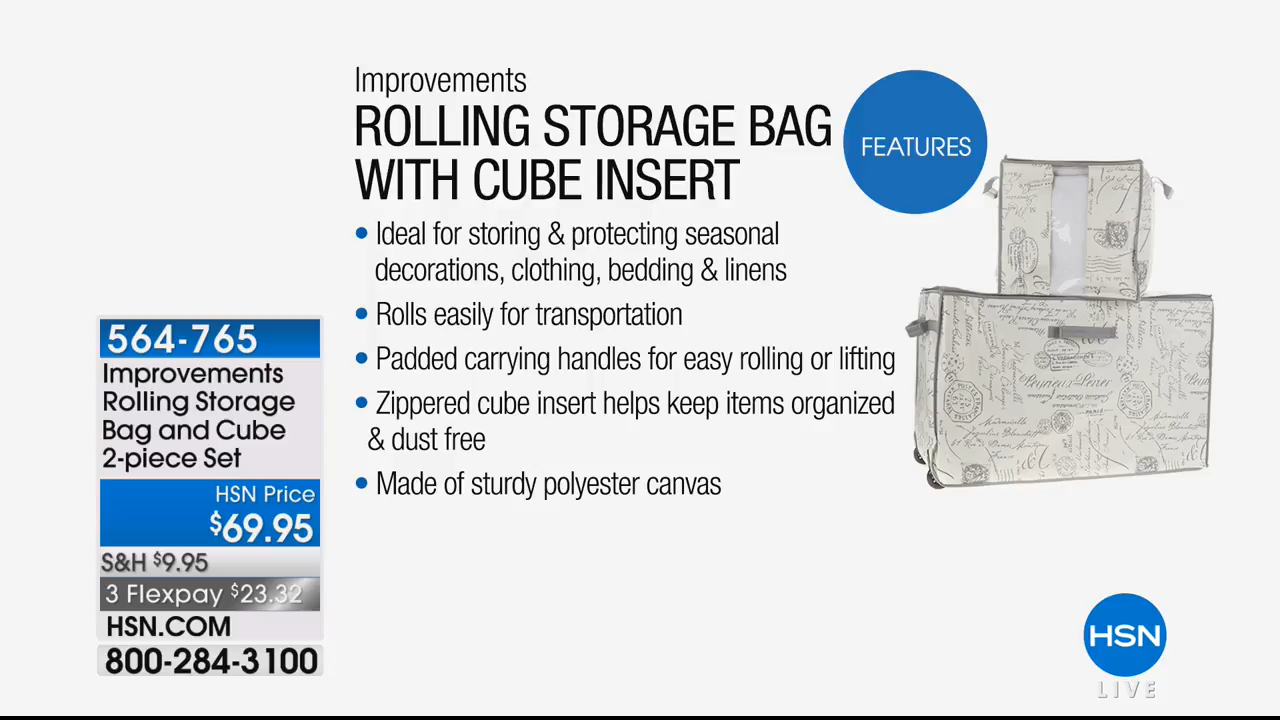 Improvements
ROLLING STORAGE BAG
WITH CUBE INSERT
FEATURES
• Ideal for storing & protecting seasonal
decorations, clothing, bedding & linens
• Rolls easily for transportation
• Padded carrying handles for easy rolling or lifting
• Zippered cube insert helps keep items organized
& dust free
• Made of sturdy polyester canvas
564-765
Improvements
Rolling Storage
Bag and Cube
2-piece Set
HSN Price
$69.95
S&H $9.95
3 Flexpay $23.32
HSN.COM
800-284-3100
HSN
LIVE